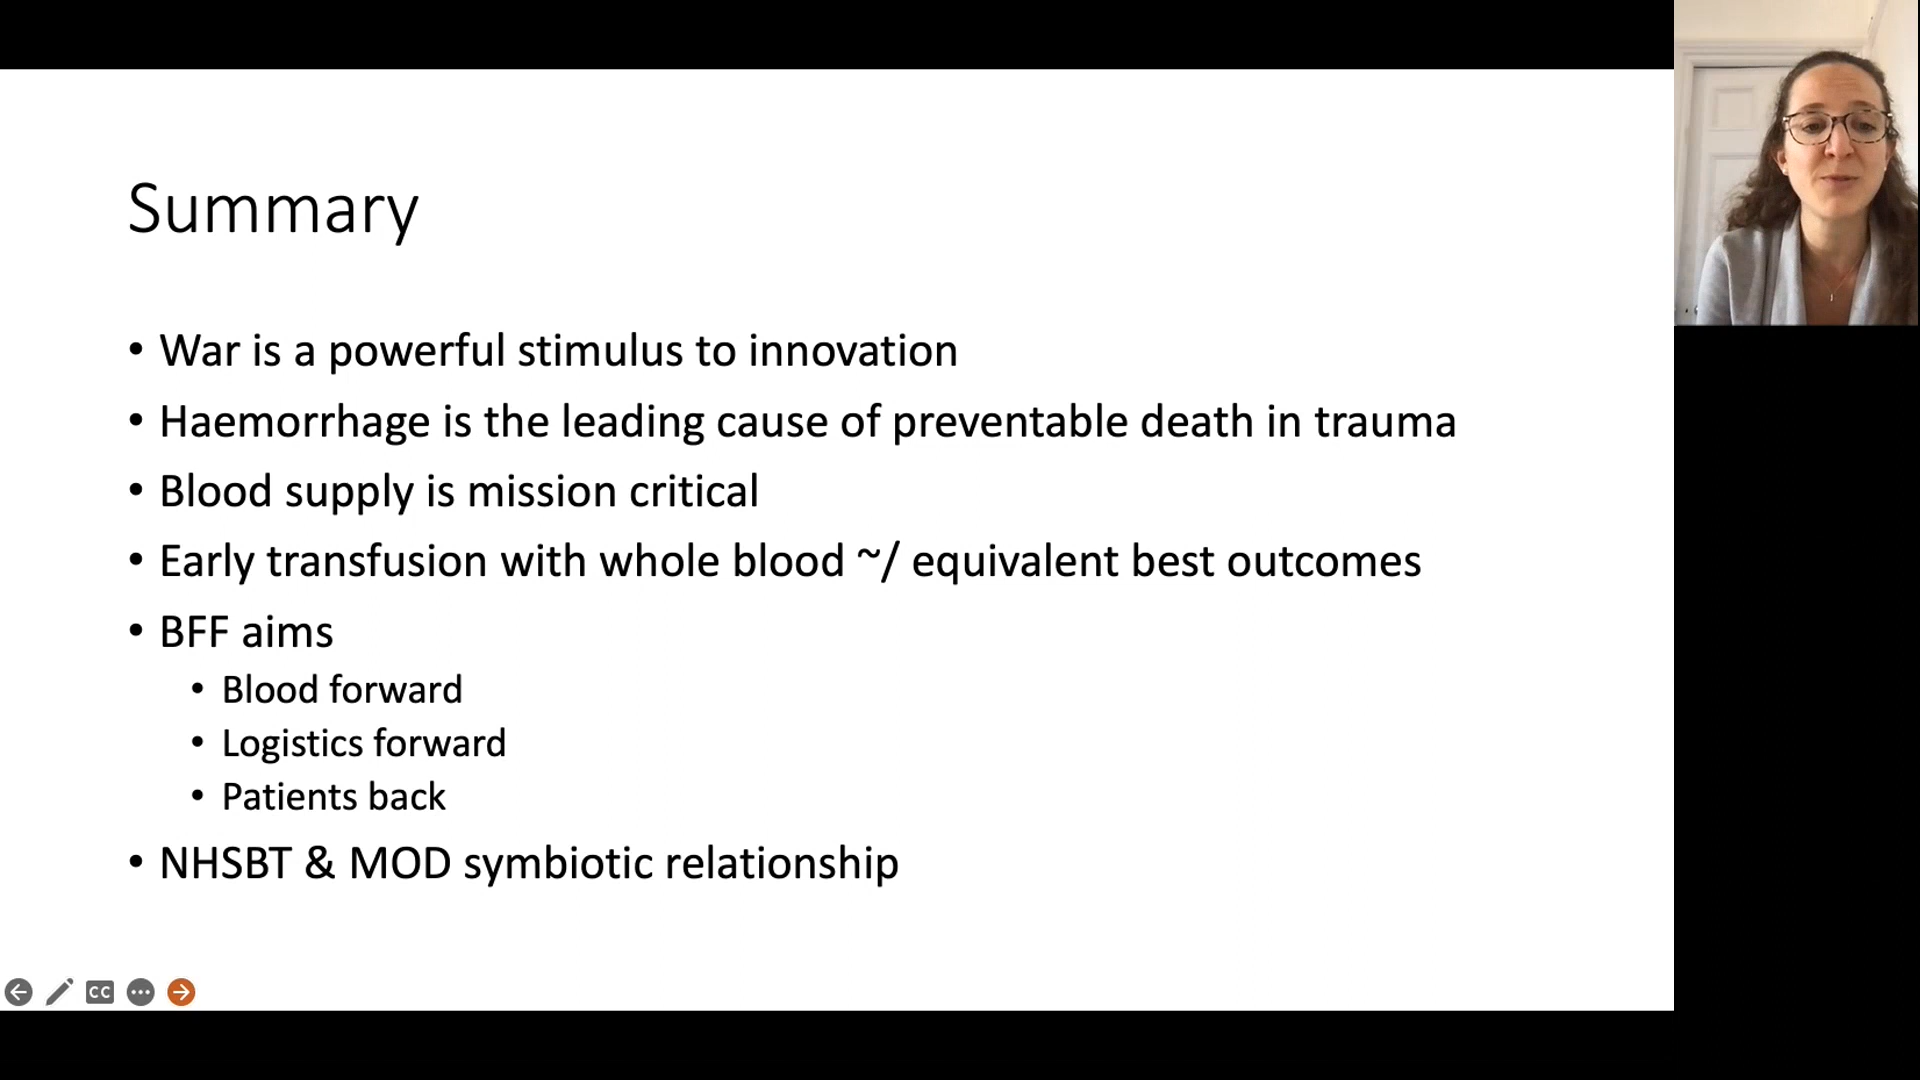 Summary
• War is a powerful stimulus to innovation
• Haemorrhage is the leading cause of preventable death in trauma
• Blood supply is mission critical
• Early transfusion with whole blood ~/ equivalent best outcomes
• BFF aims
• Blood forward
• Logistics forward
• Patients back
• NHSBT & MOD symbiotic relationship
CC